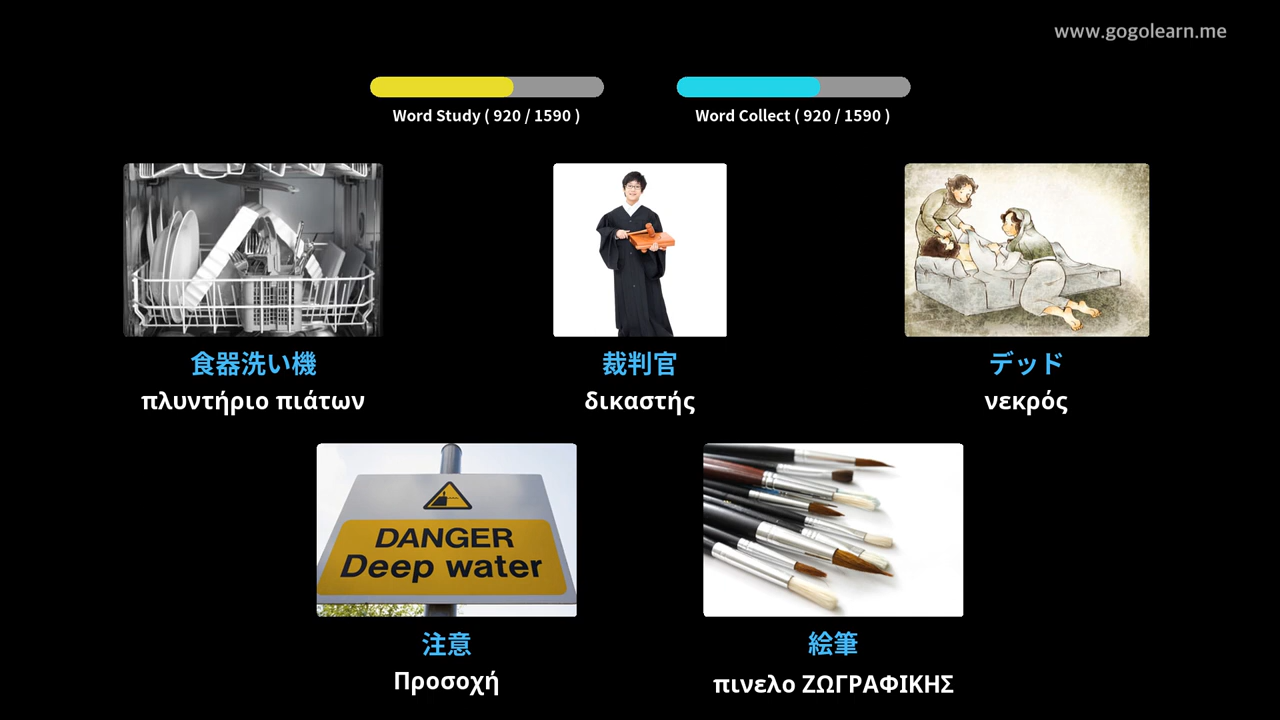 www.gogolearn.me
Word Study ( 920 / 1590 )
Word Collect ( 920 / 1590 )
食器洗い機
πλυντήριο πιάτων
裁判官
δικαστής
デッド
νεκρός
DANGER
Deep water
注意
Προσοχή
絵筆
πινελο ΖΩΓΡΑΦΙΚΗΣ